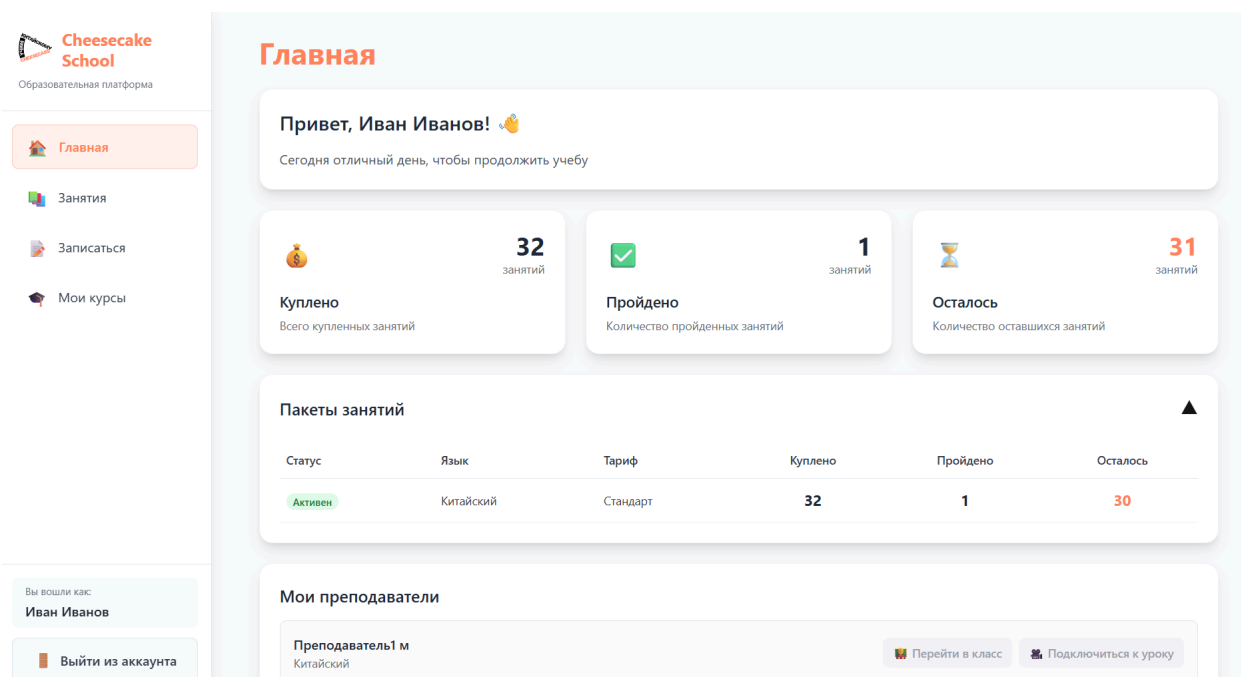 Cheesecake
School
Образовательная платформа
Главная
Занятия
Записаться
Мои курсы
Вы вошли как:
Иван Иванов
Выйти из аккаунта
Главная
Привет, Иван Иванов! 👋
Сегодня отличный день, чтобы продолжить учебу
32
занятий
Куплено
Всего купленных занятий
1
занятий
Пройдено
Количество пройденных занятий
31
занятий
Осталось
Количество оставшихся занятий
Пакеты занятий
Статус Язык Тариф Куплено Пройдено Осталось
Активен Китайский Стандарт 32 1 30
Мои преподаватели
Преподаватель1 м
Китайский
Перейти в класс
Подключиться к уроку